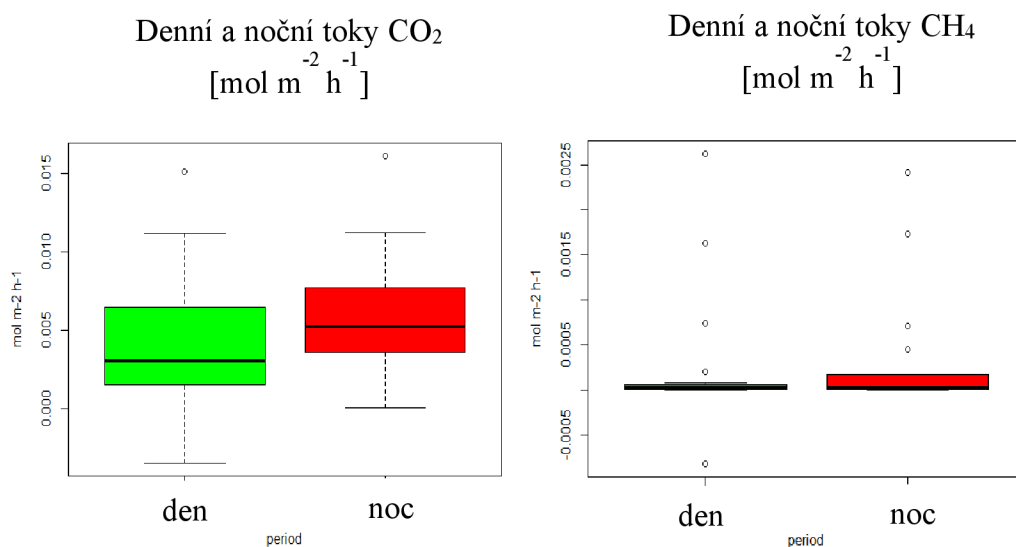 Denní a noční toky CO₂
[mol m⁻² h⁻¹]
mol m-2 h-1
0.015
0.010
0.005
0.000
den
noc
period
Denní a noční toky CH₄
[mol m⁻² h⁻¹]
mol m-2 h-1
0.0025
0.0015
0.0005
-0.0005
den
noc
period